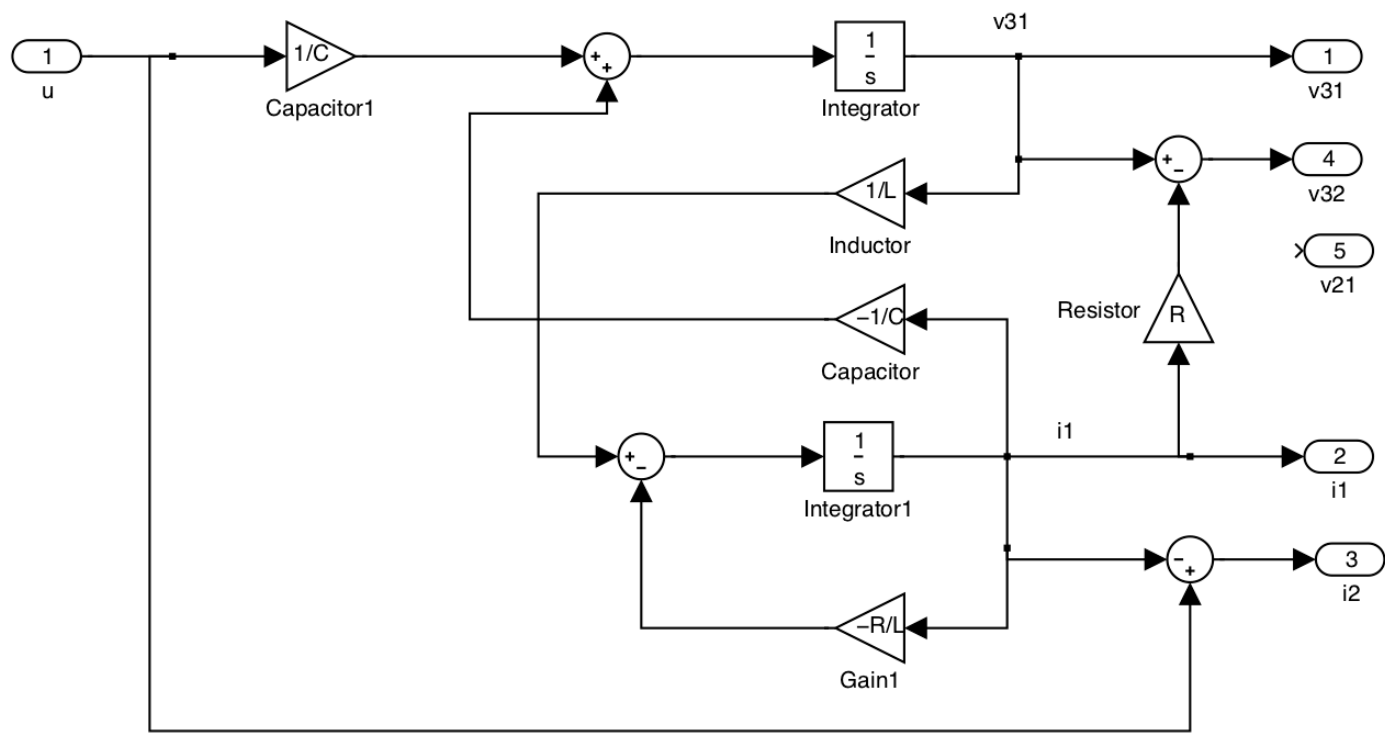 v31
1
u
1/C
Capacitor1
+
+
1
s
Integrator
1
v31
+
−
4
v32
1/L
Inductor
5
v21
−1/C
Capacitor
Resistor
R
i1
+
−
1
s
Integrator1
2
i1
−
+
3
i2
−R/L
Gain1